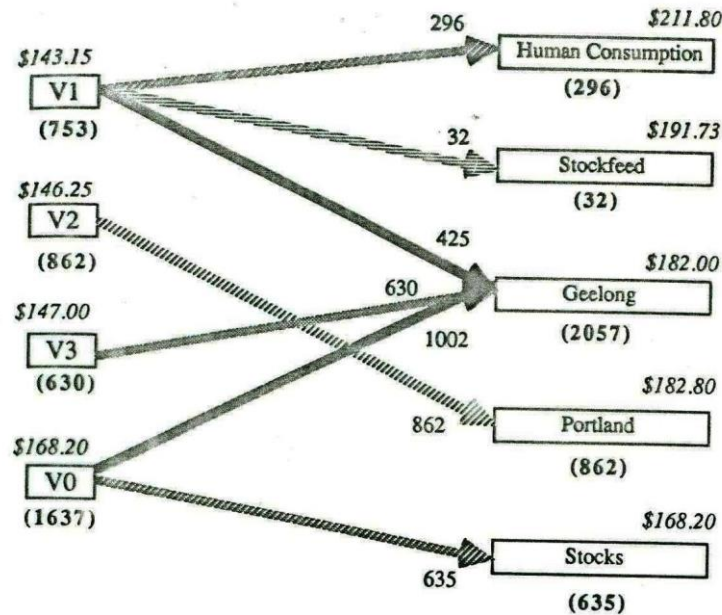 296
$211.80
$143.15
Human Consumption
V1
(296)
(753)
$191.73
32
Stockfeed
$146.25
(32)
V2
(862)
425
$182.00
$147.00
630
Geelong
V3
1002
(2057)
(630)
$182.80
862
Portland
$168.20
(862)
V0
(1637)
$168.20
635
Stocks
(635)